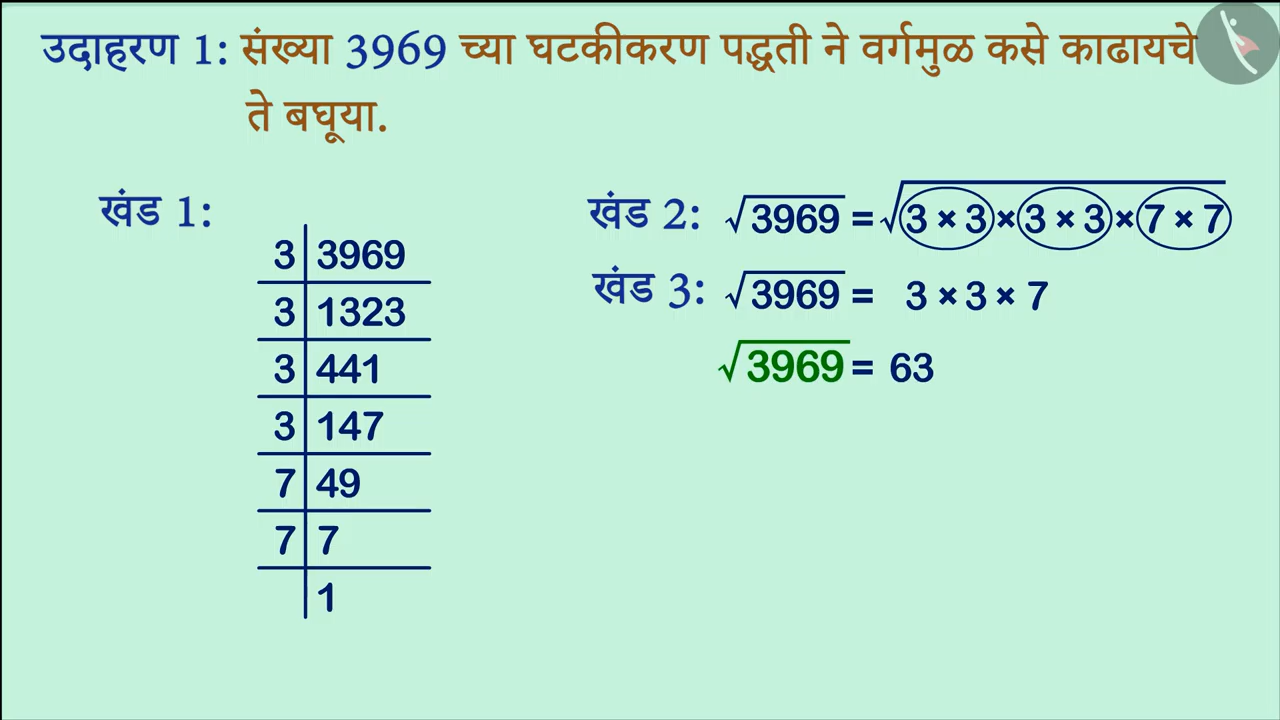 उदाहरण 1: संख्या 3969 च्या घटकीकरण पद्धती ने वर्गमुळ कसे काढायचे
ते बघूया.
खंड 1:
3 3969
3 1323
3 441
3 147
7 49
7 7
1
खंड 2: √3969 = √3 × 3 × 3 × 3 × 7 × 7
खंड 3: √3969 = 3 × 3 × 7
√3969 = 63